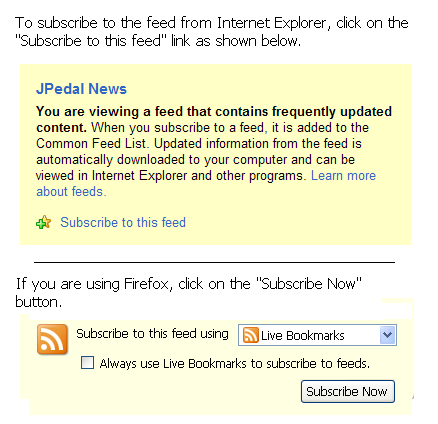 To subscribe to the feed from Internet Explorer, click on the
"Subscribe to this feed" link as shown below.
JPedal News
You are viewing a feed that contains frequently updated
content. When you subscribe to a feed, it is added to the
Common Feed List. Updated information from the feed is
automatically downloaded to your computer and can be
viewed in Internet Explorer and other programs. Learn more
about feeds.
Subscribe to this feed
If you are using Firefox, click on the "Subscribe Now"
button.
Subscribe to this feed using Live Bookmarks
Always use Live Bookmarks to subscribe to feeds.
Subscribe Now